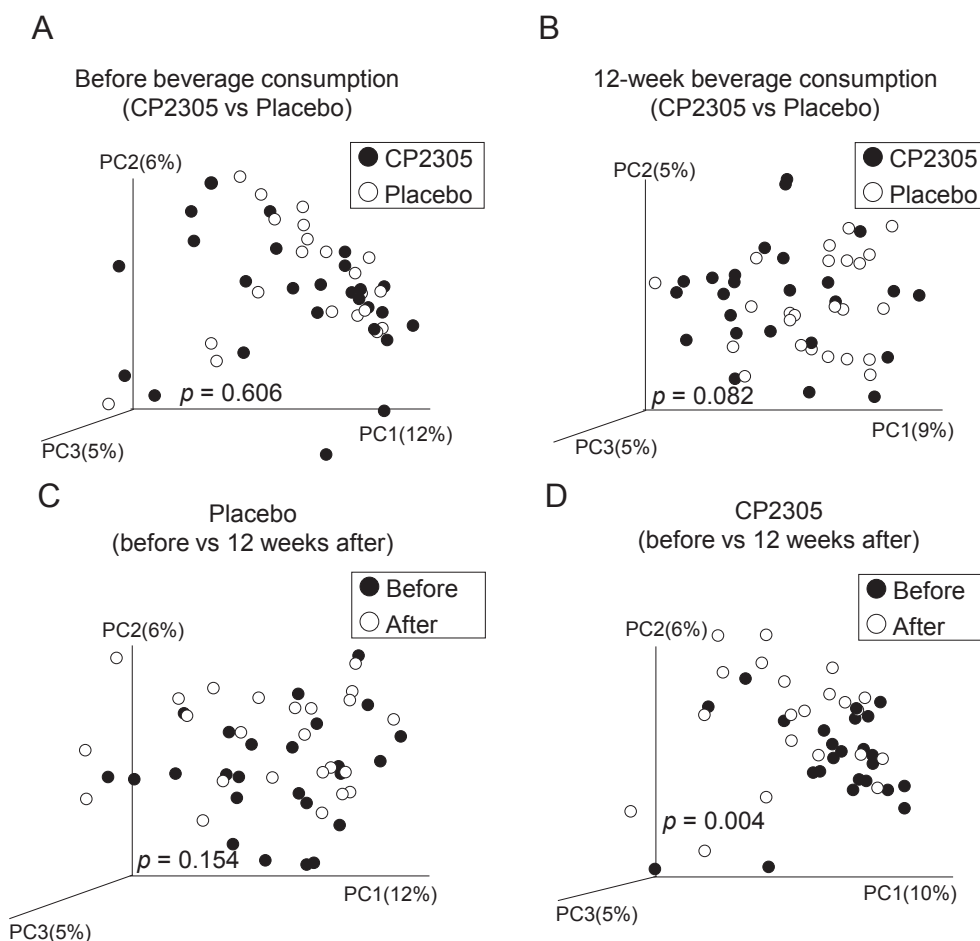 A
Before beverage consumption
(CP2305 vs Placebo)
PC2(6%)
CP2305
Placebo
p = 0.606
PC1(12%)
PC3(5%)
B
12-week beverage consumption
(CP2305 vs Placebo)
PC2(5%)
CP2305
Placebo
p = 0.082
PC1(9%)
PC3(5%)
C
Placebo
(before vs 12 weeks after)
Before
After
PC2(6%)
p = 0.154
PC1(12%)
PC3(5%)
D
CP2305
(before vs 12 weeks after)
Before
After
PC2(6%)
p = 0.004
PC1(10%)
PC3(5%)